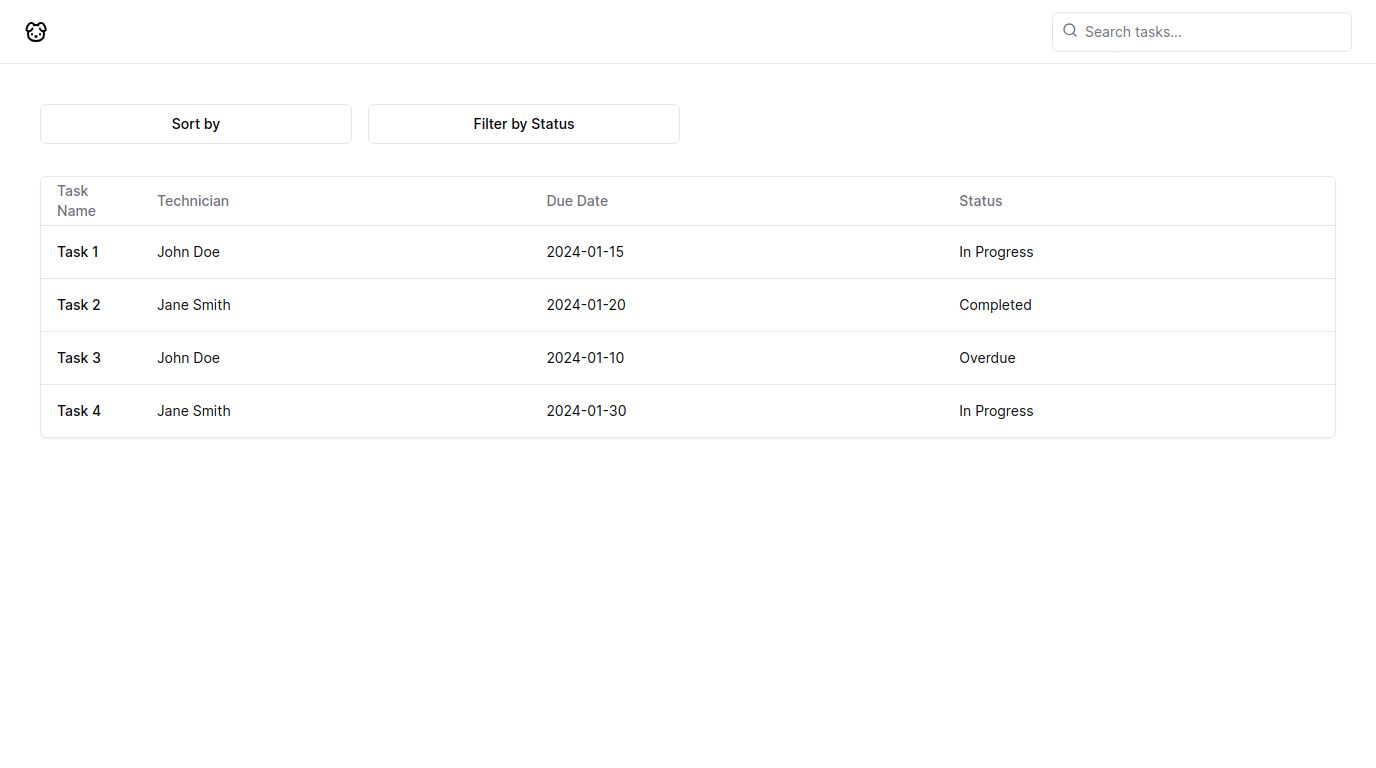 Search tasks...
Sort by
Filter by Status
Task Name
Technician
Due Date
Status
Task 1 John Doe 2024-01-15 In Progress
Task 2 Jane Smith 2024-01-20 Completed
Task 3 John Doe 2024-01-10 Overdue
Task 4 Jane Smith 2024-01-30 In Progress